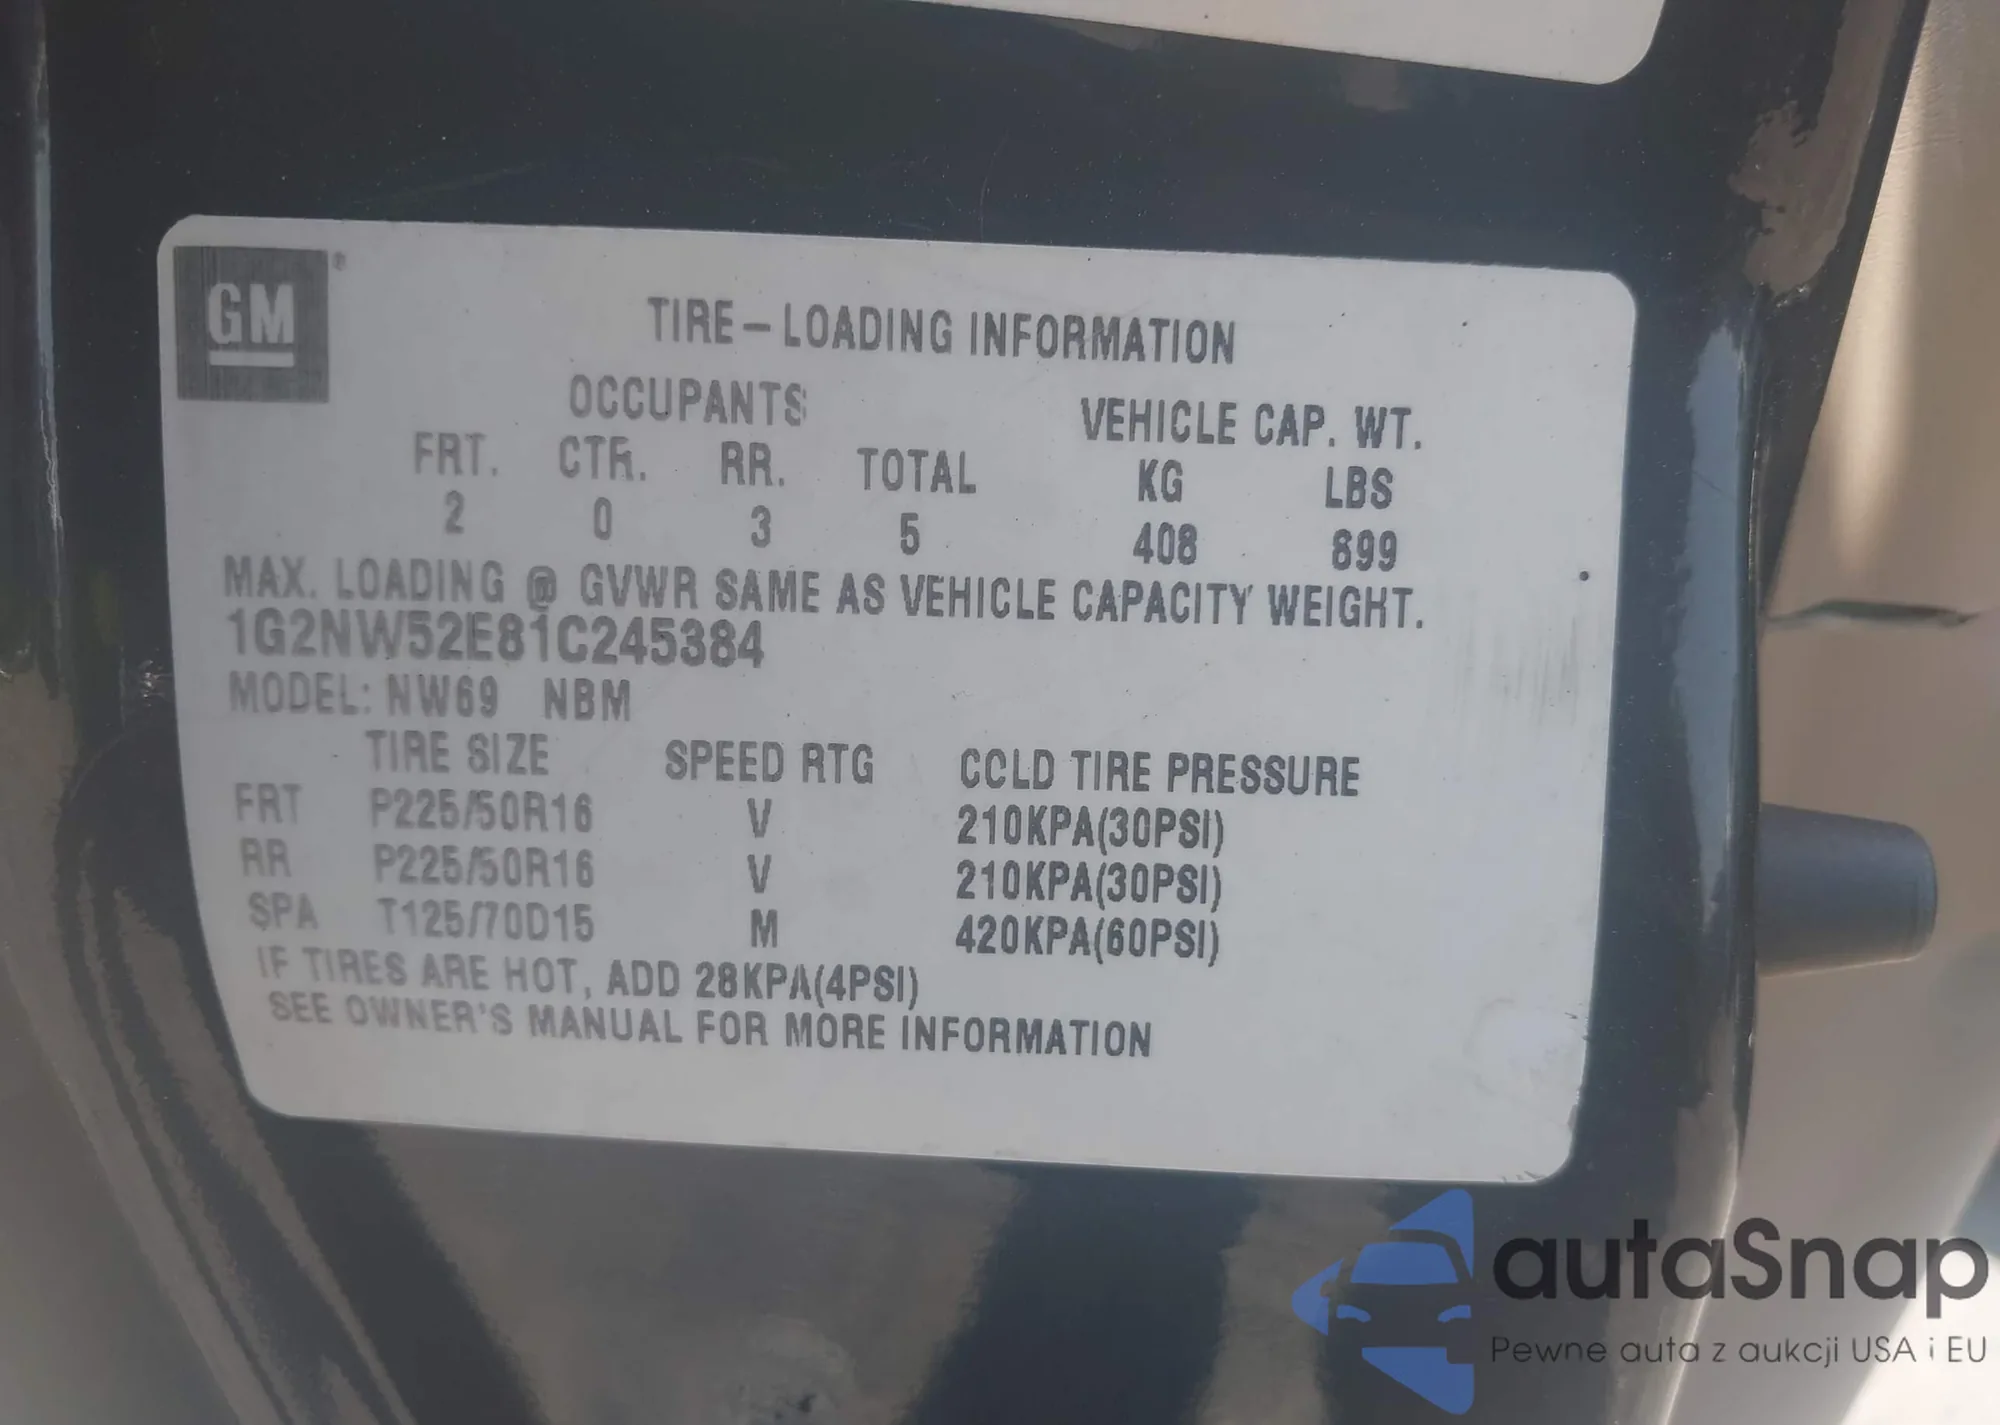 GM
TIRE-LOADING INFORMATION
OCCUPANTS VEHICLE CAP. WT.
FRT. CTR. RR. TOTAL KG LBS
2 0 3 5 408 899
MAX. LOADING @ GVWR SAME AS VEHICLE CAPACITY WEIGHT.
1G2NW52E81C245384
MODEL: NW69 NBM
TIRE SIZE SPEED RTG COLD TIRE PRESSURE
FRT P225/50R16 V 210KPA(30PSI)
RR P225/50R16 V 210KPA(30PSI)
SPA T125/70D15 M 420KPA(60PSI)
IF TIRES ARE HOT, ADD 28KPA(4PSI)
SEE OWNER'S MANUAL FOR MORE INFORMATION
autaSnap
Pewne auta z aukcji USA i EU